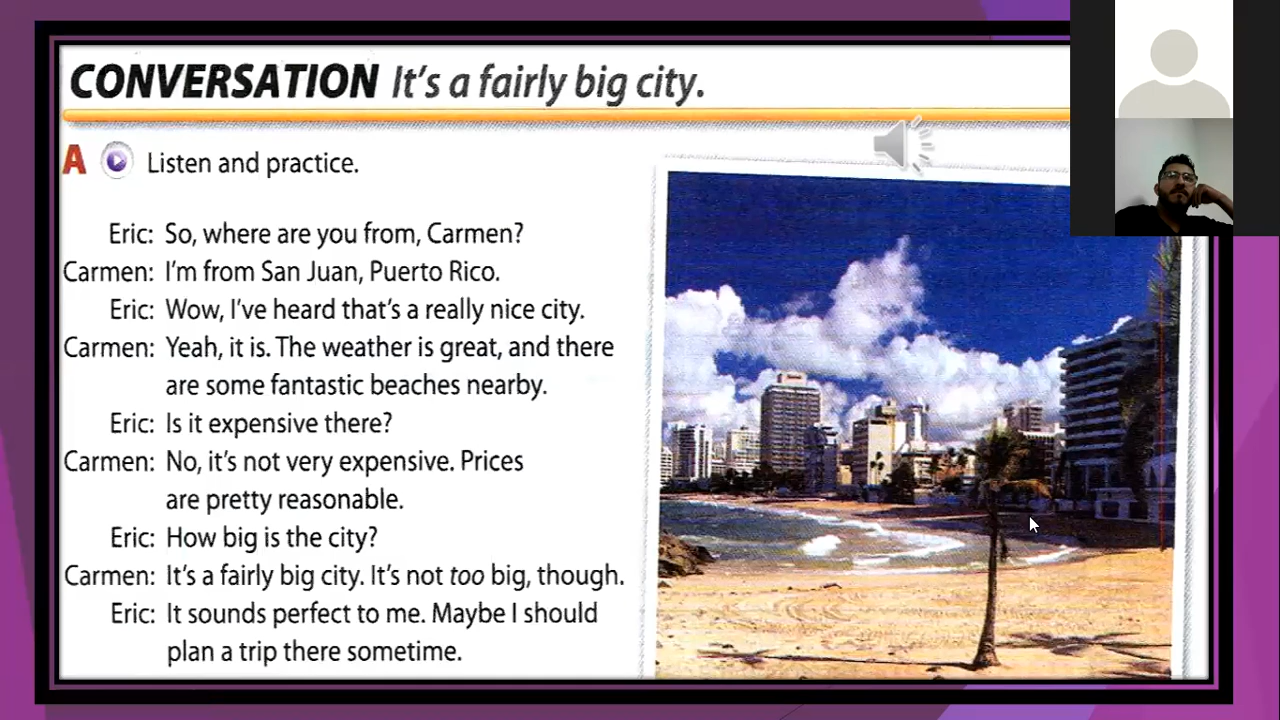 CONVERSATION It's a fairly big city.
A Listen and practice.
Eric: So, where are you from, Carmen?
Carmen: I'm from San Juan, Puerto Rico.
Eric: Wow, I've heard that's a really nice city.
Carmen: Yeah, it is. The weather is great, and there
are some fantastic beaches nearby.
Eric: Is it expensive there?
Carmen: No, it's not very expensive. Prices
are pretty reasonable.
Eric: How big is the city?
Carmen: It's a fairly big city. It's not too big, though.
Eric: It sounds perfect to me. Maybe I should
plan a trip there sometime.